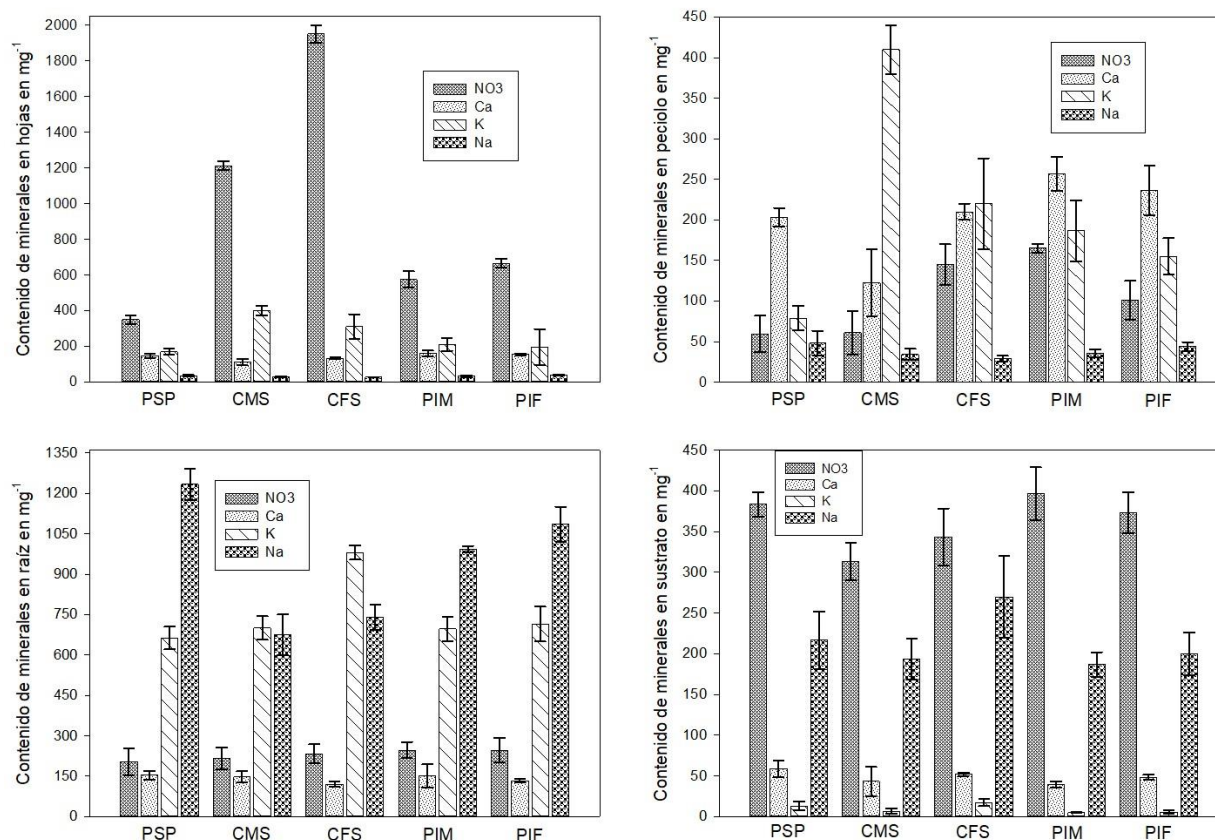 Contenido de minerales en hojas en mg-1
2000
1800
1600
1400
1200
1000
800
600
400
200
0
NO3
Ca
K
Na
PSP CMS CFS PIM PIF
Contenido de minerales en peciolo en mg-1
450
400
350
300
250
200
150
100
50
0
NO3
Ca
K
Na
PSP CMS CFS PIM PIF
Contenido de minerales en raíz en mg-1
1350
1200
1050
900
750
600
450
300
150
0
NO3
Ca
K
Na
PSP CMS CFS PIM PIF
Contenido de minerales en sustrato en mg-1
450
400
350
300
250
200
150
100
50
0
NO3
Ca
K
Na
PSP CMS CFS PIM PIF